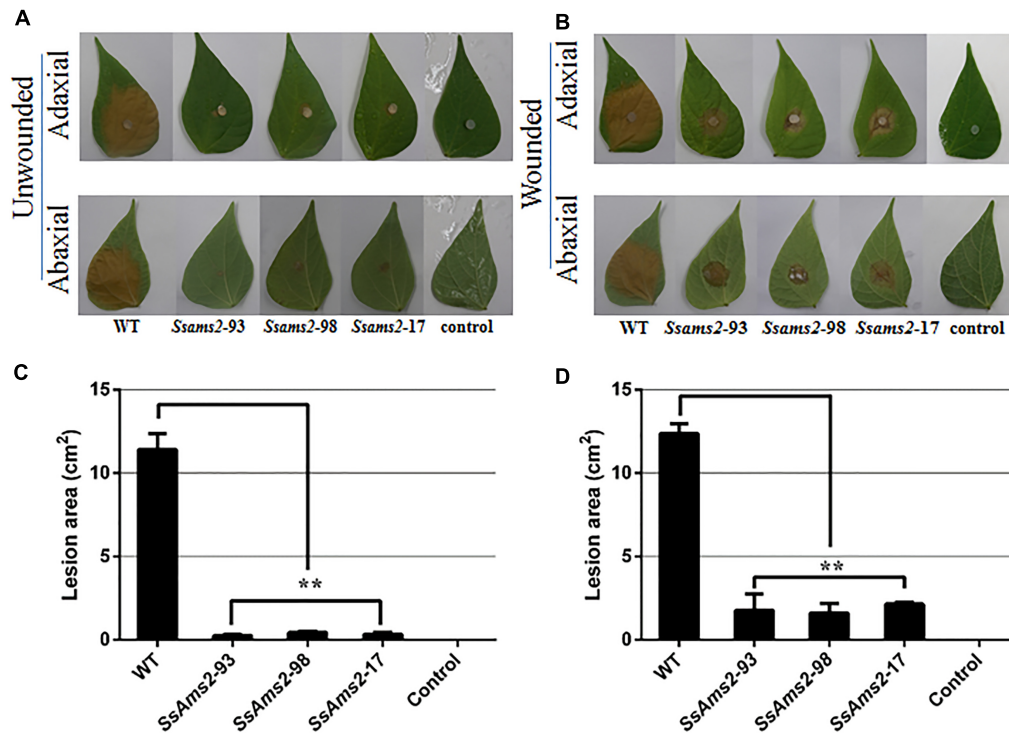 A
Unwounded
Adaxial
Abaxial
WT Ssams2-93 Ssams2-98 Ssams2-17 control
B
Wounded
Adaxial
Abaxial
WT Ssams2-93 Ssams2-98 Ssams2-17 control
C
Lesion area (cm²)
15
10
5
0
**
WT
SsAms2-93
SsAms2-98
SsAms2-17
Control
D
Lesion area (cm²)
15
10
5
0
**
WT
SsAms2-93
SsAms2-98
SsAms2-17
Control